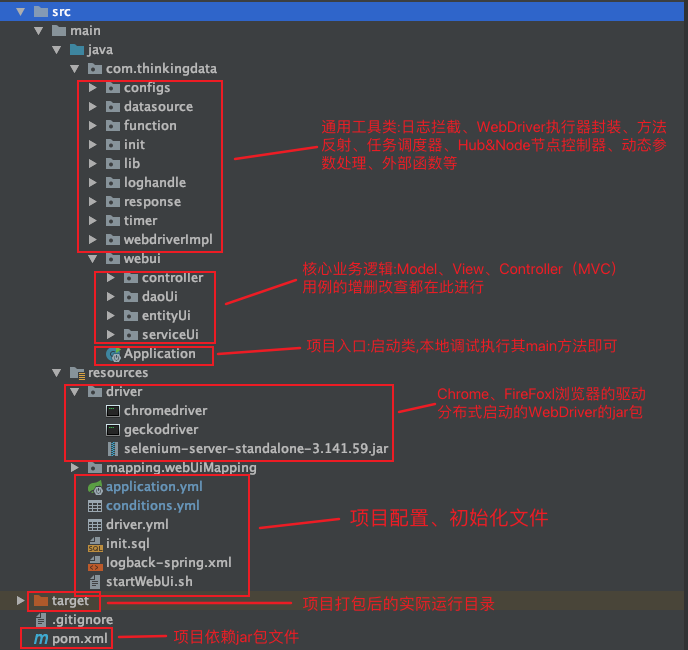 src
main
java
com.thinkingdata
configs
datasource
function
init
lib
loghandle
response
timer
webdriverImpl
通用工具类:日志拦截、WebDriver执行器封装、方法
反射、任务调度器、Hub&Node节点控制器、动态参
数处理、外部函数等
webui
controller
daoUi
entityUi
serviceUi
核心业务逻辑:Model、View、Controller（MVC）
用例的增删改查都在此进行
Application
项目入口:启动类,本地调试执行其main方法即可
resources
driver
chromedriver
geckodriver
selenium-server-standalone-3.141.59.jar
Chrome、FireFoxl浏览器的驱动
分布式启动的WebDriver的jar包
mapping.webUiMapping
application.yml
conditions.yml
driver.yml
init.sql
logback-spring.xml
startWebUi.sh
项目配置、初始化文件
target
项目打包后的实际运行目录
.gitignore
pom.xml
项目依赖jar包文件